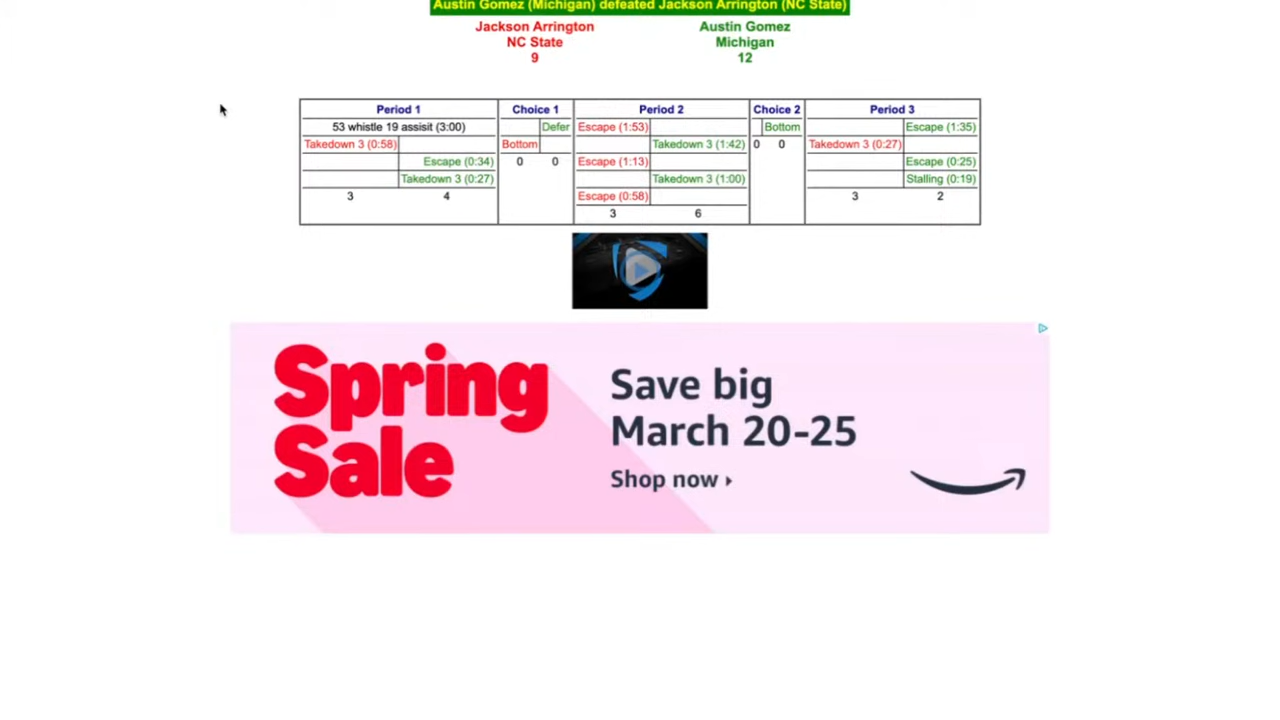 Austin Gomez (Michigan) defeated Jackson Arrington (NC State)
Jackson Arrington Austin Gomez
NC State Michigan
9 12
Period 1 Choice 1 Period 2 Choice 2 Period 3
53 whistle 19 assisit (3:00) Defer Escape (1:53) Bottom Escape (1:35)
Takedown 3 (0:58) Bottom Takedown 3 (1:42) 0 0 Takedown 3 (0:27)
Escape (0:34) 0 0 Escape (1:13) Escape (0:25)
Takedown 3 (0:27) Takedown 3 (1:00) Stalling (0:19)
3 4 Escape (0:58) 3 2
3 6
Spring Save big
Sale March 20-25
Shop now